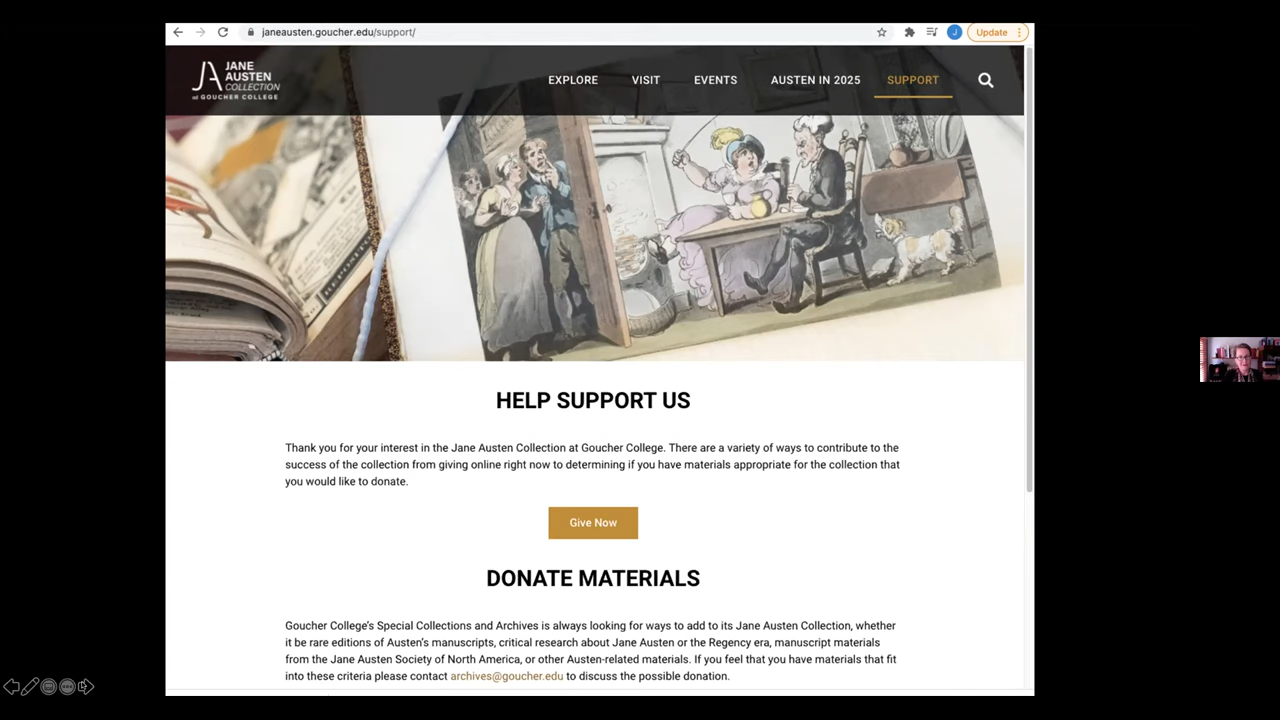 janeausten.goucher.edu/support/
J
Update
JA JANE
AUSTEN
COLLECTION
at GOUCHER COLLEGE
EXPLORE VISIT EVENTS AUSTEN IN 2025 SUPPORT
HELP SUPPORT US
Thank you for your interest in the Jane Austen Collection at Goucher College. There are a variety of ways to contribute to the
success of the collection from giving online right now to determining if you have materials appropriate for the collection that
you would like to donate.
Give Now
DONATE MATERIALS
Goucher College's Special Collections and Archives is always looking for ways to add to its Jane Austen Collection, whether
it be rare editions of Austen's manuscripts, critical research about Jane Austen or the Regency era, manuscript materials
from the Jane Austen Society of North America, or other Austen-related materials. If you feel that you have materials that fit
into these criteria please contact archives@goucher.edu to discuss the possible donation.